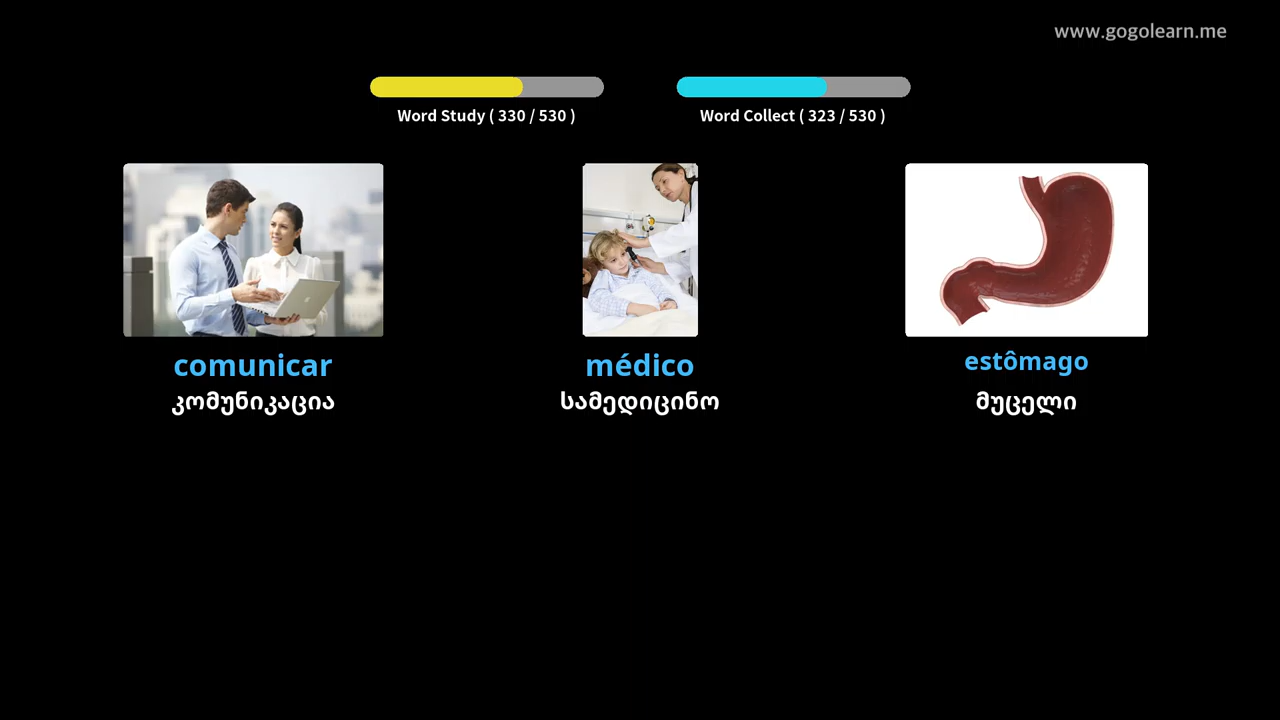 www.gogolearn.me
Word Study ( 330 / 530 )
Word Collect ( 323 / 530 )
comunicar
médico
estômago
კომუნიკაცია
სამედიცინო
მუცელი